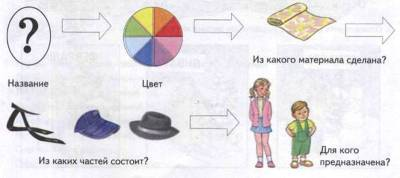 ?
Из какого материала сделана?
Название
Цвет
Из каких частей состоит?
Для кого
предназначена?